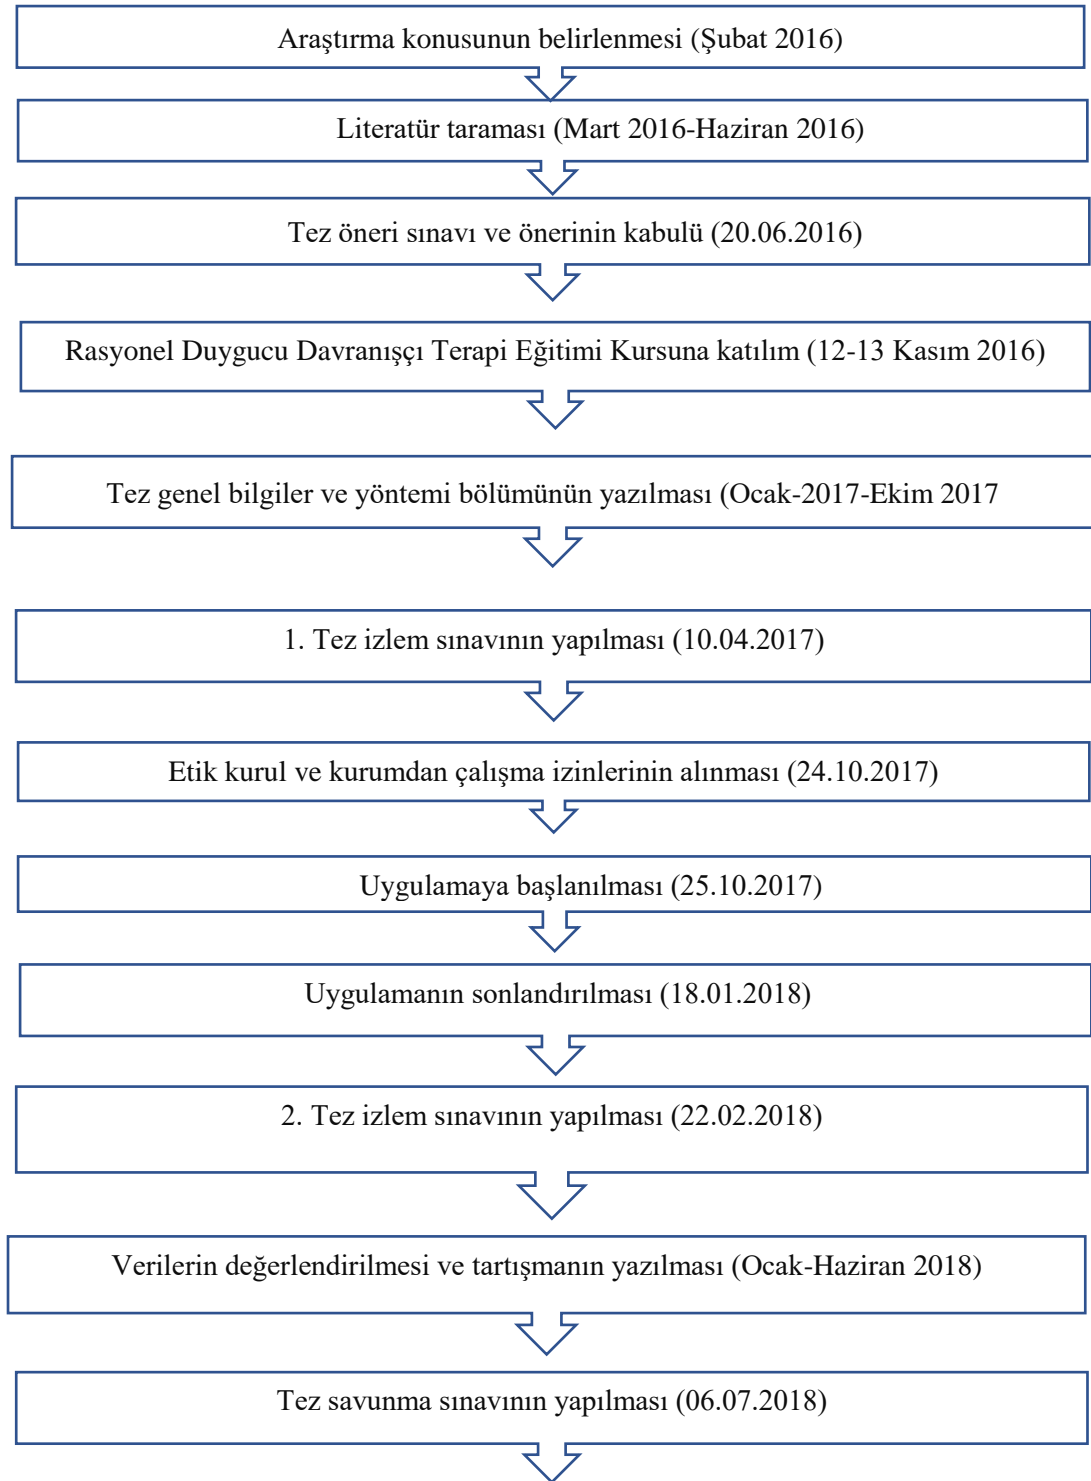 Araştırma konusunun belirlenmesi (Şubat 2016)
Literatür taraması (Mart 2016-Haziran 2016)
Tez öneri sınavı ve önerinin kabulü (20.06.2016)
Rasyonel Duygucu Davranışçı Terapi Eğitimi Kursuna katılım (12-13 Kasım 2016)
Tez genel bilgiler ve yöntemi bölümünün yazılması (Ocak-2017-Ekim 2017
1. Tez izlem sınavının yapılması (10.04.2017)
Etik kurul ve kurumdan çalışma izinlerinin alınması (24.10.2017)
Uygulamaya başlanılması (25.10.2017)
Uygulamanın sonlandırılması (18.01.2018)
2. Tez izlem sınavının yapılması (22.02.2018)
Verilerin değerlendirilmesi ve tartışmanın yazılması (Ocak-Haziran 2018)
Tez savunma sınavının yapılması (06.07.2018)